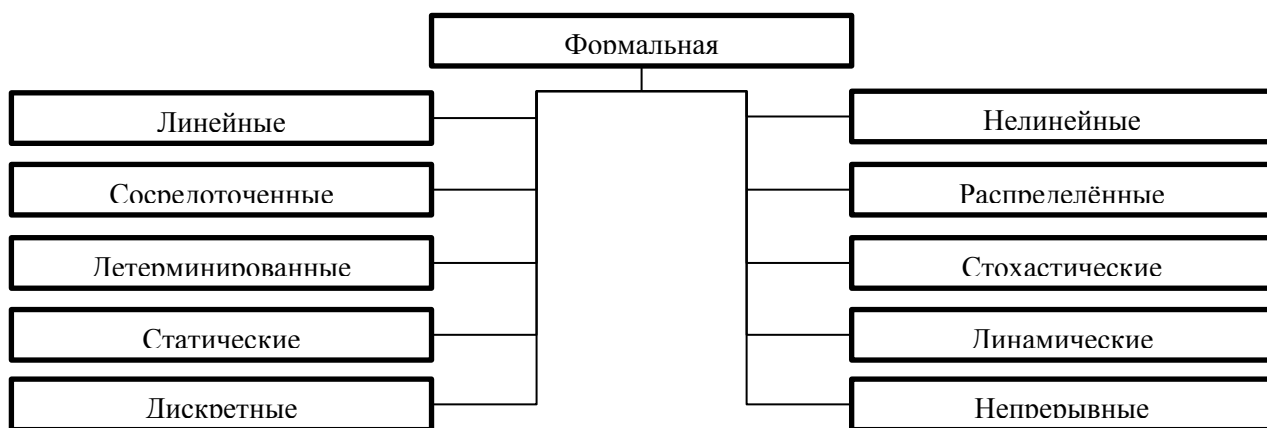 Формальная
Линейные
Нелинейные
Сосредоточенные
Распределённые
Детерминированные
Стохастические
Статические
Динамические
Дискретные
Непрерывные